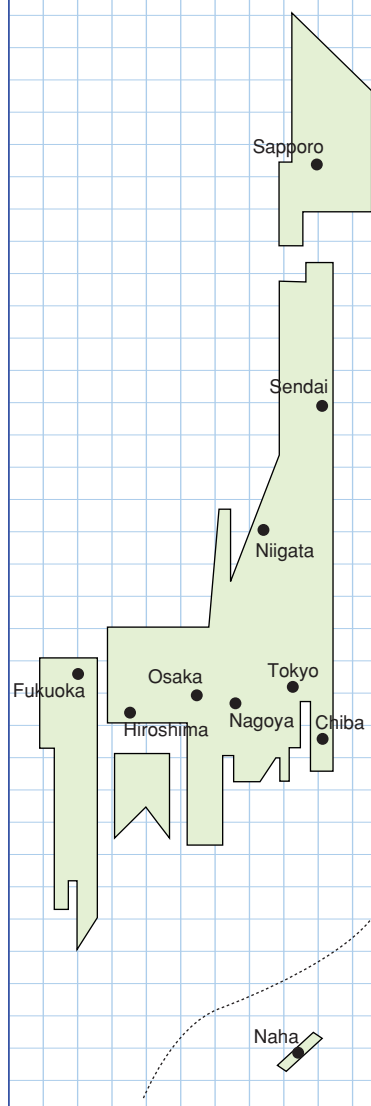 Sapporo
Sendai
Niigata
Tokyo
Osaka
Fukuoka
Nagoya
Chiba
Hiroshima
Naha